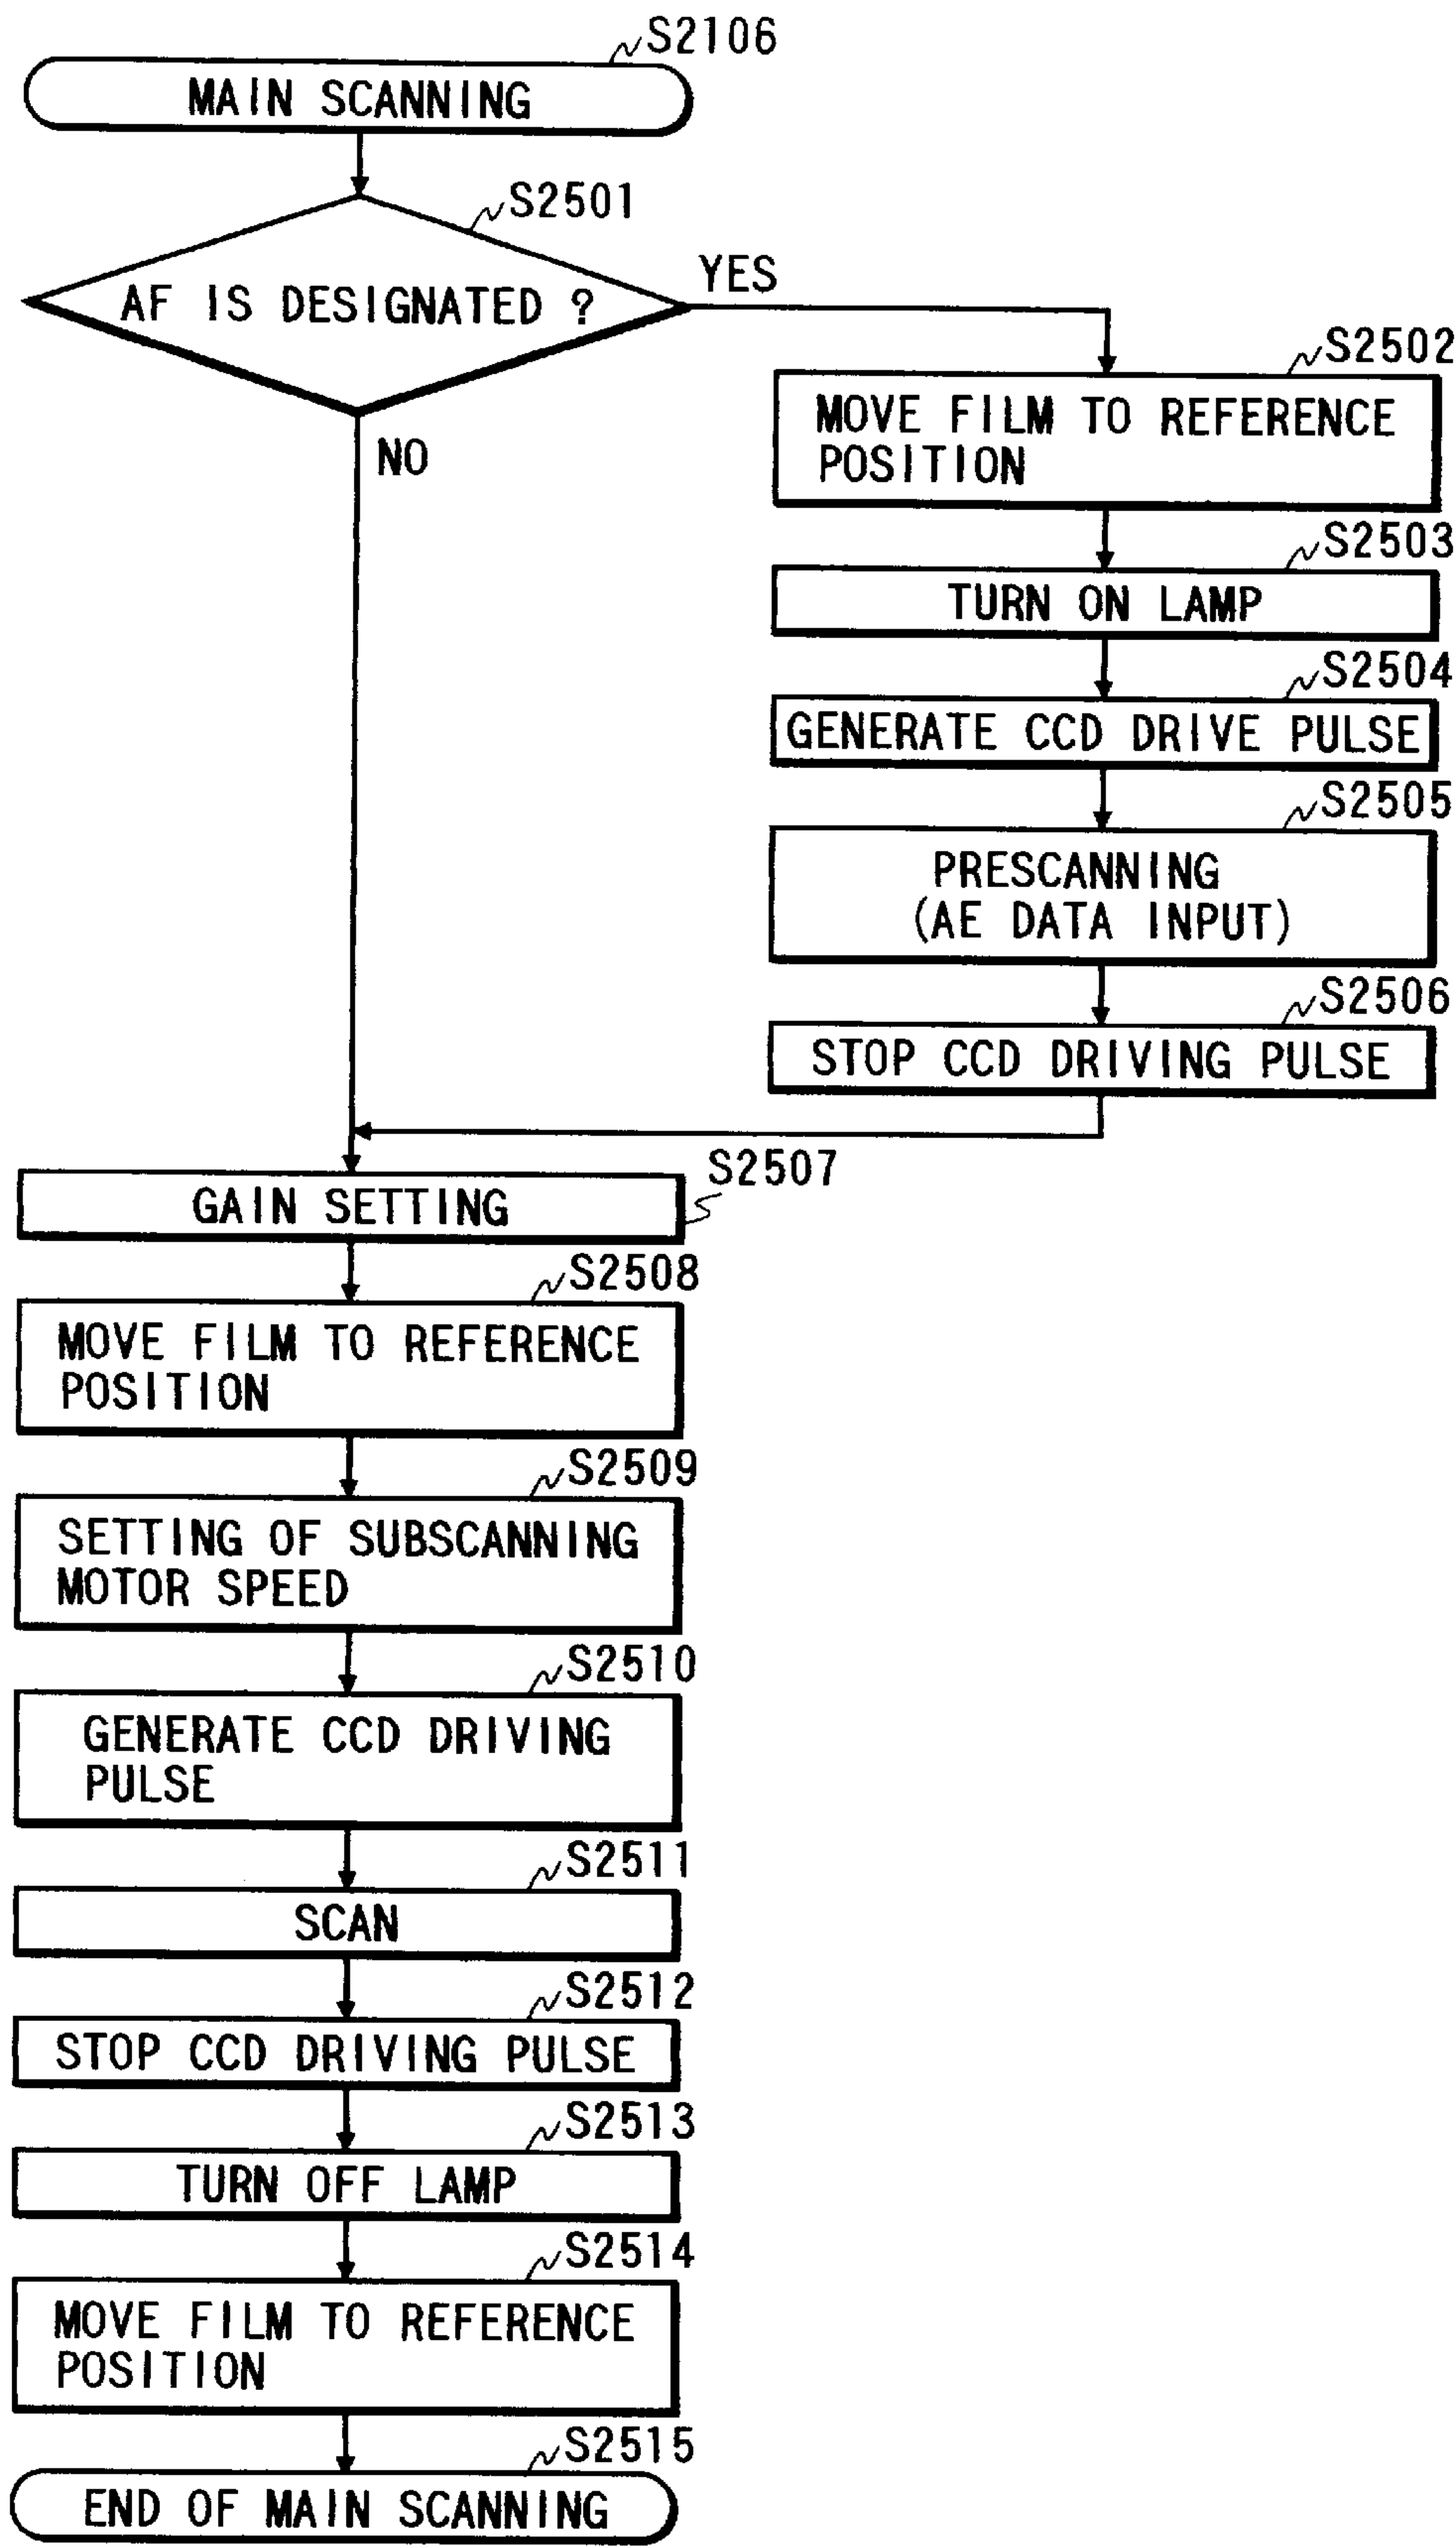 S2106
MAIN SCANNING
S2501
AF IS DESIGNATED ?
YES
NO
S2502
MOVE FILM TO REFERENCE
POSITION
S2503
TURN ON LAMP
S2504
GENERATE CCD DRIVE PULSE
S2505
PRESCANNING
(AE DATA INPUT)
S2506
STOP CCD DRIVING PULSE
S2507
GAIN SETTING
S2508
MOVE FILM TO REFERENCE
POSITION
S2509
SETTING OF SUBSCANNING
MOTOR SPEED
S2510
GENERATE CCD DRIVING
PULSE
S2511
SCAN
S2512
STOP CCD DRIVING PULSE
S2513
TURN OFF LAMP
S2514
MOVE FILM TO REFERENCE
POSITION
S2515
END OF MAIN SCANNING